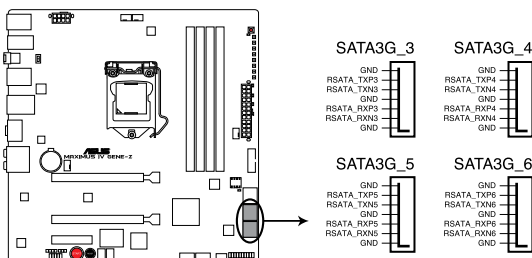 ASUS
MAXIMUS IV GENE-Z
SATA3G_3
GND
RSATA_TXP3
RSATA_TXN3
GND
RSATA_RXP3
RSATA_RXN3
GND
SATA3G_4
GND
RSATA_TXP4
RSATA_TXN4
GND
RSATA_RXP4
RSATA_RXN4
GND
SATA3G_5
GND
RSATA_TXP5
RSATA_TXN5
GND
RSATA_RXP5
RSATA_RXN5
GND
SATA3G_6
GND
RSATA_TXP6
RSATA_TXN6
GND
RSATA_RXP6
RSATA_RXN6
GND